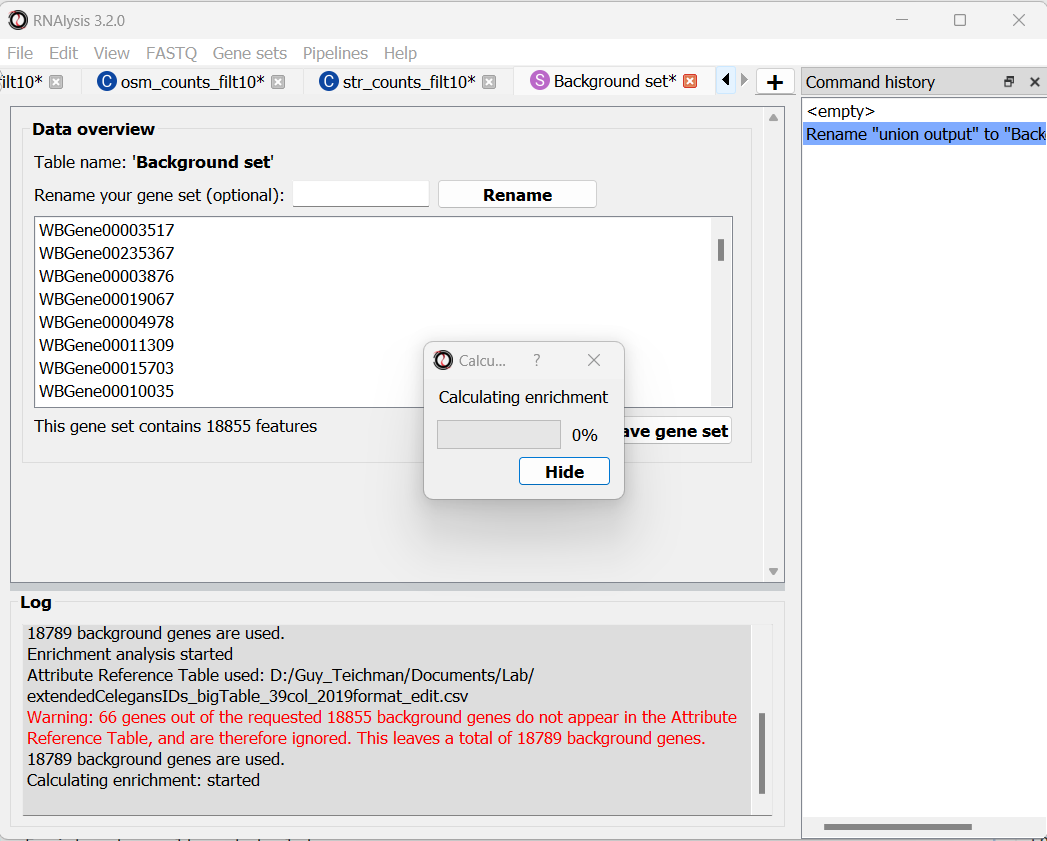 RNAlysis 3.2.0
File Edit View FASTQ Gene sets Pipelines Help
ilt10* C osm_counts_filt10* C str_counts_filt10* S Background set* +
Command history
<empty>
Rename "union output" to "Back
Data overview
Table name: 'Background set'
Rename your gene set (optional): Rename
WBGene00003517
WBGene00235367
WBGene00003876
WBGene00019067
WBGene00004978
WBGene00011309
WBGene00015703
WBGene00010035
This gene set contains 18855 features
ave gene set
Calcu... ?
Calculating enrichment
0%
Hide
Log
18789 background genes are used.
Enrichment analysis started
Attribute Reference Table used: D:/Guy_Teichman/Documents/Lab/
extendedCelegansIDs_bigTable_39col_2019format_edit.csv
Warning: 66 genes out of the requested 18855 background genes do not appear in the Attribute
Reference Table, and are therefore ignored. This leaves a total of 18789 background genes.
18789 background genes are used.
Calculating enrichment: started